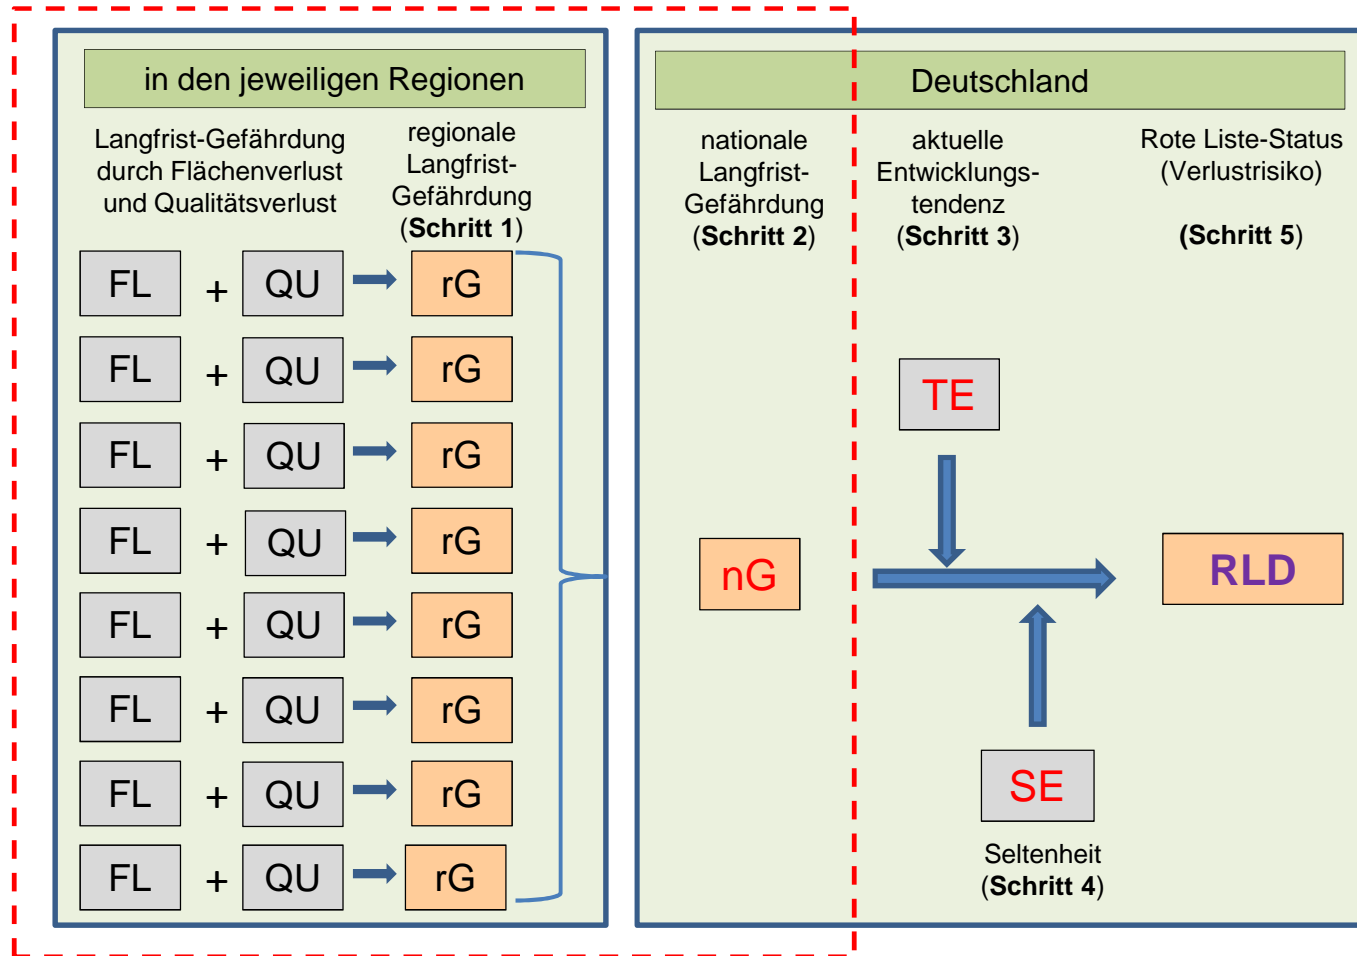 in den jeweiligen Regionen
Langfrist-Gefährdung
durch Flächenverlust
und Qualitätsverlust
regionale
Langfrist-
Gefährdung
(Schritt 1)
FL + QU rG
FL + QU rG
FL + QU rG
FL + QU rG
FL + QU rG
FL + QU rG
FL + QU rG
FL + QU rG
Deutschland
nationale
Langfrist-
Gefährdung
(Schritt 2)
aktuelle
Entwicklungs-
tendenz
(Schritt 3)
Rote Liste-Status
(Verlustrisiko)
(Schritt 5)
TE
nG
RLD
SE
Seltenheit
(Schritt 4)